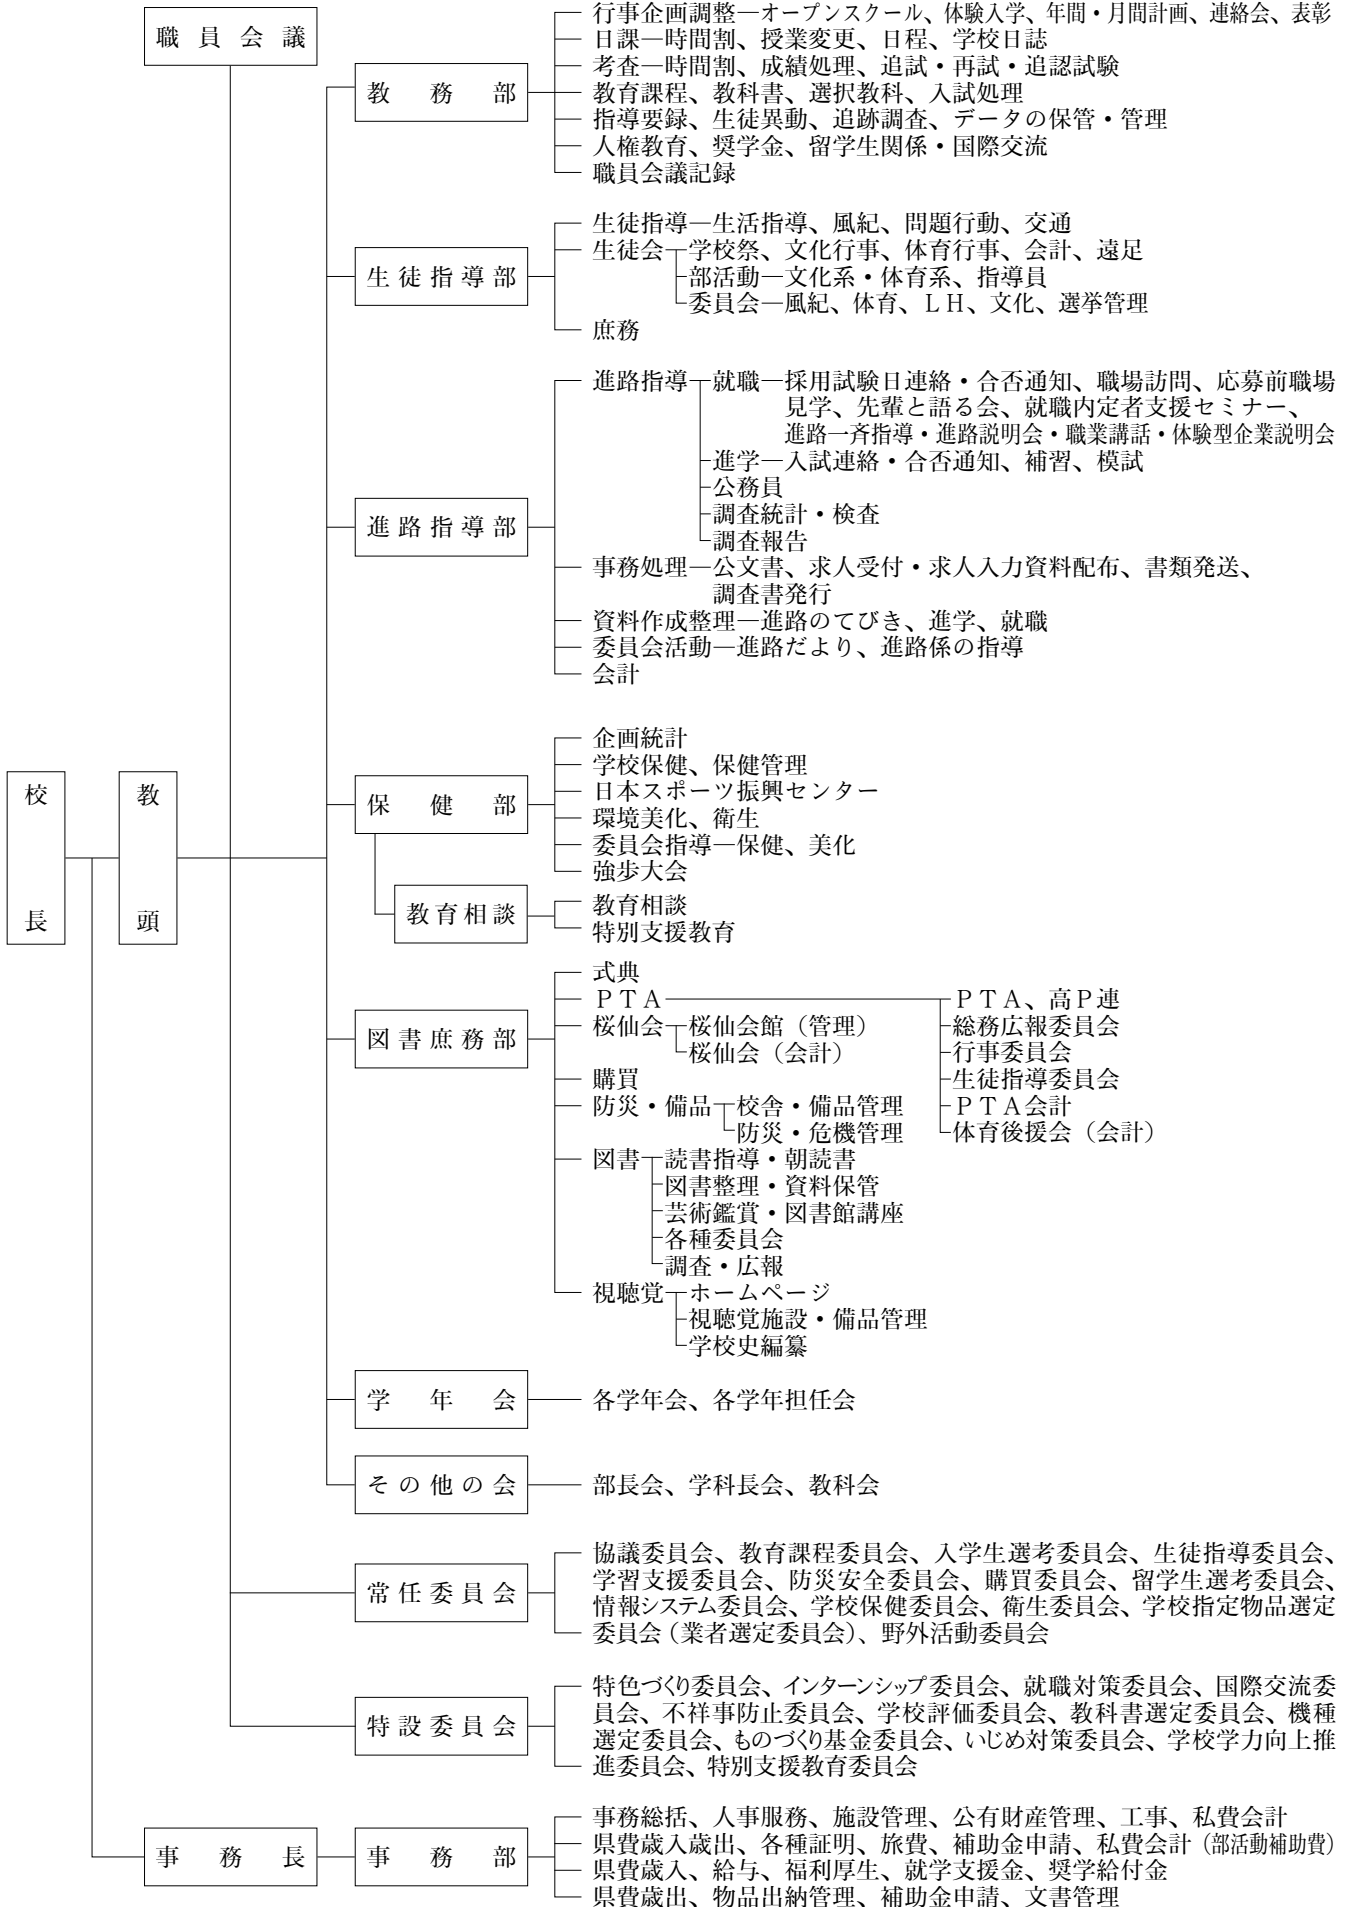 職員会議
行事企画調整―オープンスクール、体験入学、年間・月間計画、連絡会、表彰
日課―時間割、授業変更、日程、学校日誌
考査―時間割、成績処理、追試・再試・追認試験
教務部
教育課程、教科書、選択教科、入試処理
指導要録、生徒異動、追跡調査、データの保管・管理
人権教育、奨学金、留学生関係・国際交流
職員会議記録
生徒指導―生活指導、風紀、問題行動、交通
生徒会
学校祭、文化行事、体育行事、会計、遠足
生徒指導部
部活動―文化系・体育系、指導員
委員会―風紀、体育、ＬＨ、文化、選挙管理
庶務
進路指導
就職―採用試験日連絡・合否通知、職場訪問、応募前職場
見学、先輩と語る会、就職内定者支援セミナー、
進路一斉指導・進路説明会・職業講話・体験型企業説明会
進学―入試連絡・合否通知、補習、模試
公務員
進路指導部
調査統計・検査
調査報告
事務処理―公文書、求人受付・求人入力資料配布、書類発送、
調査書発行
資料作成整理―進路のてびき、進学、就職
委員会活動―進路だより、進路係の指導
会計
校長
教頭
企画統計
学校保健、保健管理
保健部
日本スポーツ振興センター
環境美化、衛生
委員会指導―保健、美化
強歩大会
教育相談
教育相談
特別支援教育
式典
ＰＴＡ
ＰＴＡ、高Ｐ連
図書庶務部
桜仙会
桜仙会館（管理）
総務広報委員会
桜仙会（会計）
行事委員会
購買
生徒指導委員会
防災・備品
校舎・備品管理
ＰＴＡ会計
防災・危機管理
体育後援会（会計）
図書
読書指導・朝読書
図書整理・資料保管
芸術鑑賞・図書館講座
各種委員会
調査・広報
視聴覚
ホームページ
視聴覚施設・備品管理
学校史編纂
学年会
各学年会、各学年担任会
その他の会
部長会、学科長会、教科会
常任委員会
協議委員会、教育課程委員会、入学生選考委員会、生徒指導委員会、
学習支援委員会、防災安全委員会、購買委員会、留学生選考委員会、
情報システム委員会、学校保健委員会、衛生委員会、学校指定物品選定
委員会（業者選定委員会）、野外活動委員会
特設委員会
特色づくり委員会、インターンシップ委員会、就職対策委員会、国際交流委
員会、不祥事防止委員会、学校評価委員会、教科書選定委員会、機種
選定委員会、ものづくり基金委員会、いじめ対策委員会、学校学力向上推
進委員会、特別支援教育委員会
事務長
事務部
事務総括、人事服務、施設管理、公有財産管理、工事、私費会計
県費歳入歳出、各種証明、旅費、補助金申請、私費会計（部活動補助費）
県費歳入、給与、福利厚生、就学支援金、奨学給付金
県費歳出、物品出納管理、補助金申請、文書管理